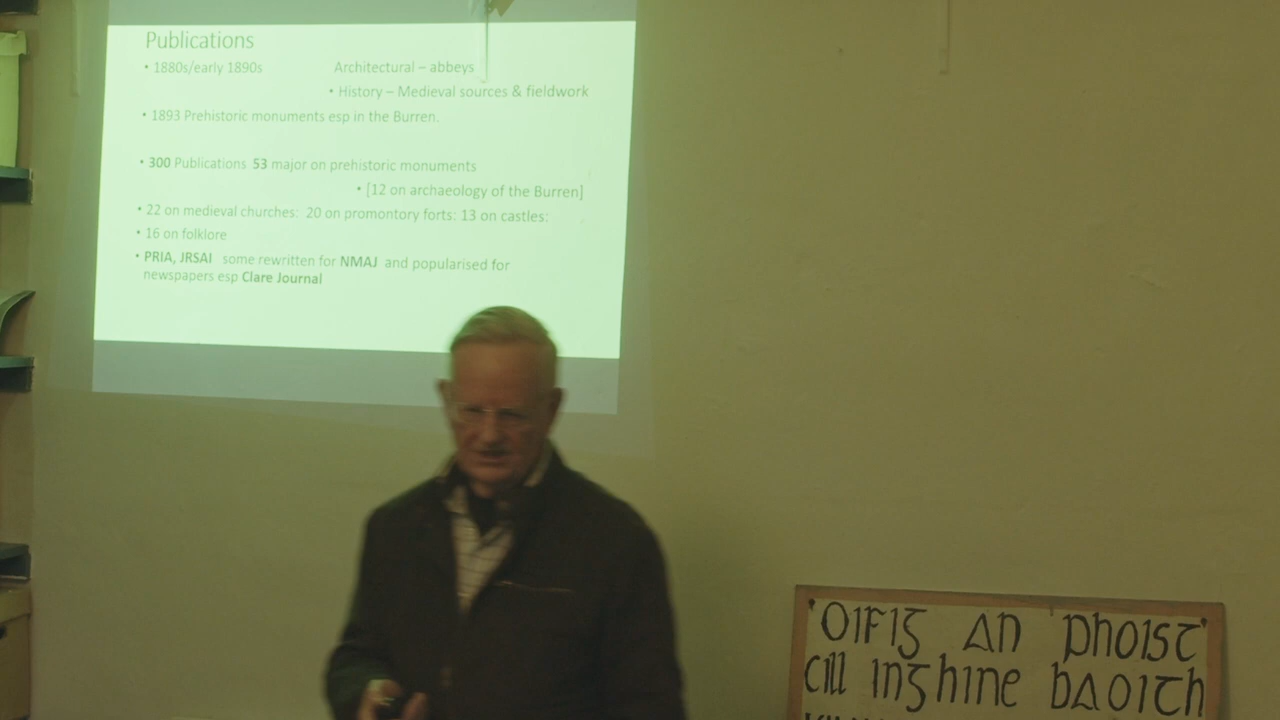 Publications
• 1880s/early 1890s Architectural – abbeys
• History – Medieval sources & fieldwork
• 1893 Prehistoric monuments esp in the Burren.
• 300 Publications 53 major on prehistoric monuments
• [12 on archaeology of the Burren]
• 22 on medieval churches: 20 on promontory forts: 13 on castles:
• 16 on folklore
• PRIA, JRSAI some rewritten for NMAJ and popularised for
newspapers esp Clare Journal
'OIFIG AN PHOIST'
CILL INGHINE BAOITH